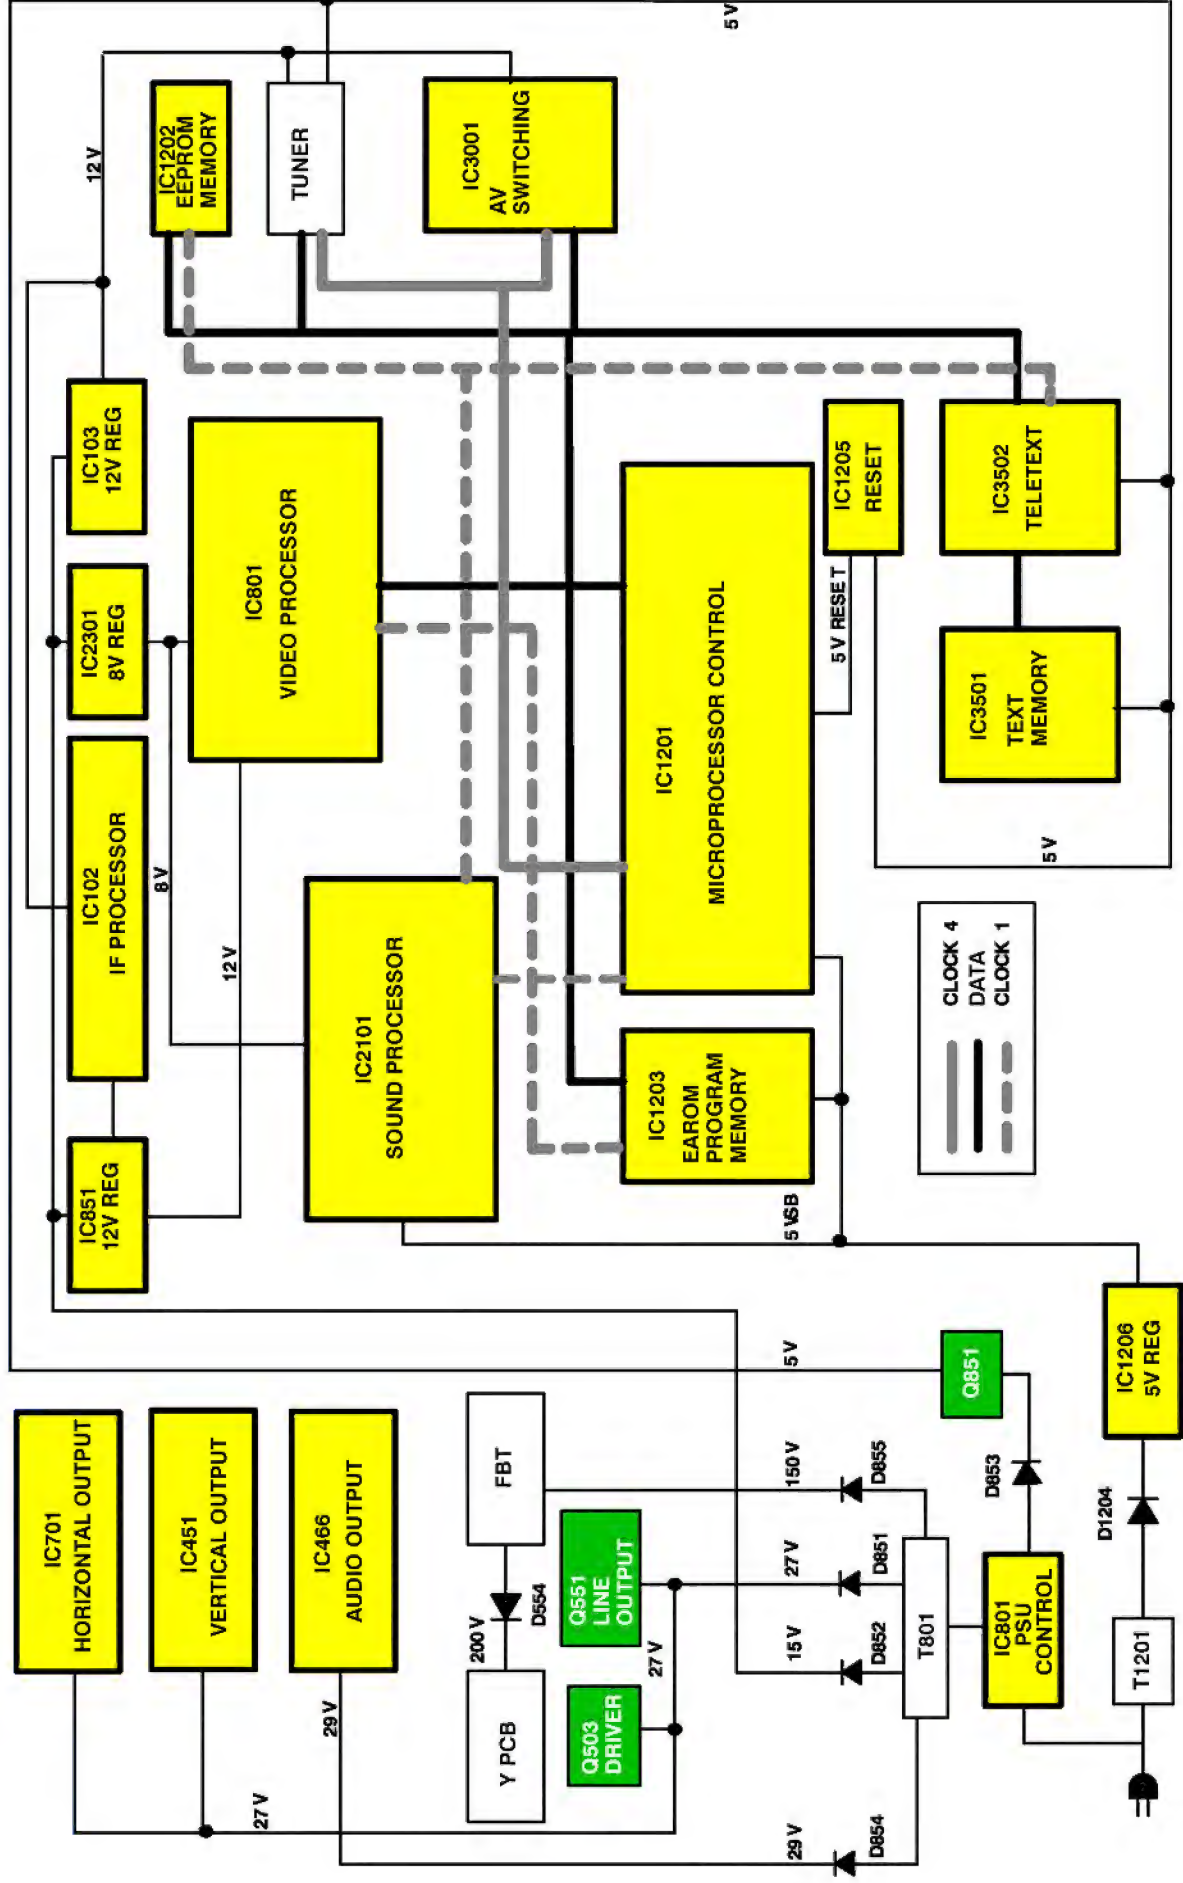 IC701
HORIZONTAL OUTPUT
IC451
VERTICAL OUTPUT
IC466
AUDIO OUTPUT
27 V
29 V
Y PCB
200 V
D554
FBT
Q503
DRIVER
Q551
LINE
OUTPUT
27 V
29 V
15 V
27 V
150 V
5 V
D854
D852
D851
D855
T801
IC801
PSU
CONTROL
D853
Q851
T1201
D1204
IC1206
5V REG
IC851
12V REG
IC102
IF PROCESSOR
IC2301
8V REG
IC103
12V REG
12 V
8 V
12 V
IC2101
SOUND PROCESSOR
IC801
VIDEO PROCESSOR
IC1202
EEPROM
MEMORY
TUNER
IC3001
AV
SWITCHING
5 V
IC1203
EAROM
PROGRAM
MEMORY
IC1201
MICROPROCESSOR CONTROL
5 VSB
5 V RESET
IC1205
RESET
IC3501
TEXT
MEMORY
IC3502
TELETEXT
5 V
CLOCK 4
DATA
CLOCK 1